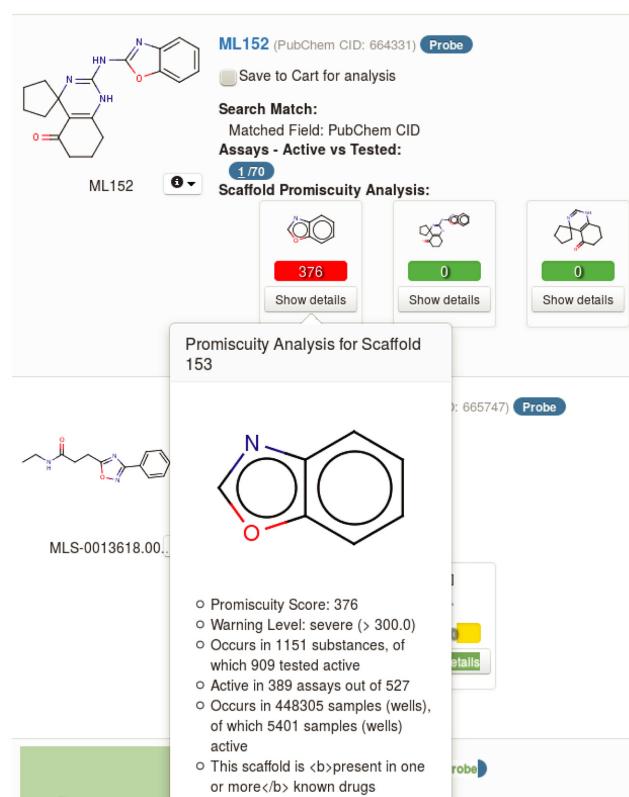 ML152 (PubChem CID: 664331) Probe
Save to Cart for analysis
Search Match:
Matched Field: PubChem CID
Assays - Active vs Tested:
1 /70
Scaffold Promiscuity Analysis:
N
HN
O
N
NH
O
ML152
N
O
376
0
0
Show details
Show details
Show details
Promiscuity Analysis for Scaffold
153
D: 665747) Probe
N
O
O
N
H
N
O
N
MLS-0013618.00..
etails
Promiscuity Score: 376
Warning Level: severe (> 300.0)
Occurs in 1151 substances, of
which 909 tested active
Active in 389 assays out of 527
Occurs in 448305 samples (wells),
of which 5401 samples (wells)
active
This scaffold is <b>present in one
or more</b> known drugs
robe